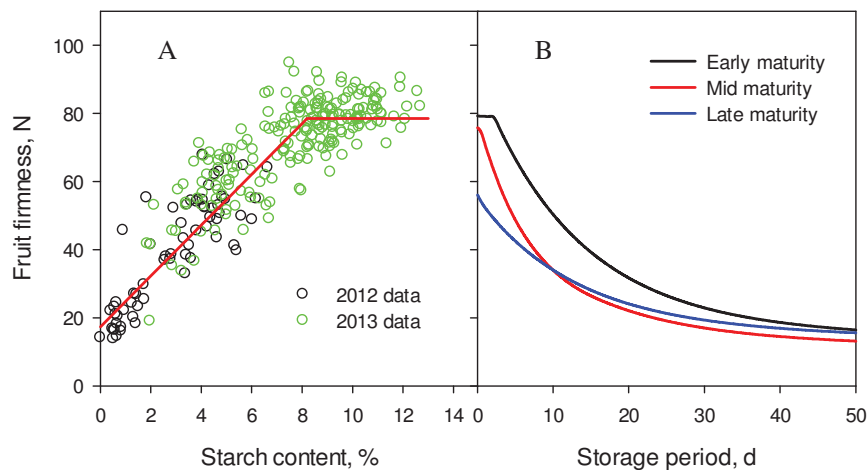 A
B
Early maturity
Mid maturity
Late maturity
2012 data
2013 data
Fruit firmness, N
0
20
40
60
80
100
0 2 4 6 8 10 12 14
0 10 20 30 40 50
Starch content, %
Storage period, d